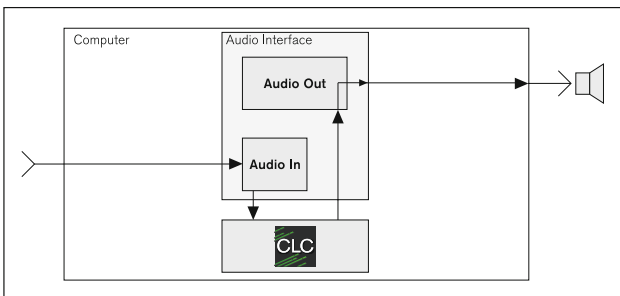 Computer
Audio Interface
Audio Out
Audio In
CLC